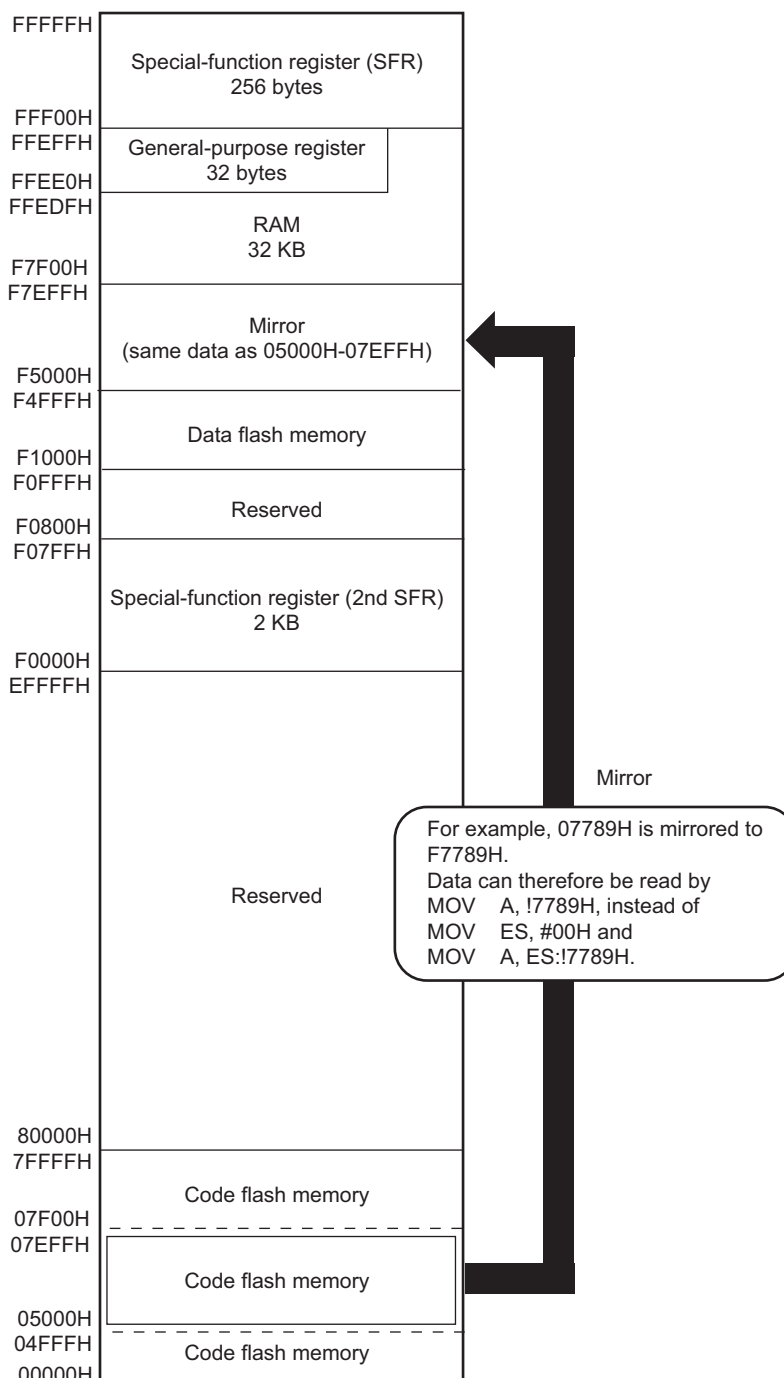 FFFFFH
Special-function register (SFR)
256 bytes
FFF00H
FFEFFH
General-purpose register
32 bytes
FFEE0H
FFEDFH
RAM
32 KB
F7F00H
F7EFFH
Mirror
(same data as 05000H-07EFFH)
F5000H
F4FFFH
Data flash memory
F1000H
F0FFFH
Reserved
F0800H
F07FFH
Special-function register (2nd SFR)
2 KB
F0000H
EFFFFH
Mirror
For example, 07789H is mirrored to
F7789H.
Data can therefore be read by
MOV A, !7789H, instead of
MOV ES, #00H and
MOV A, ES:!7789H.
Reserved
80000H
7FFFFH
Code flash memory
07F00H
07EFFH
Code flash memory
05000H
04FFFH
Code flash memory
00000H